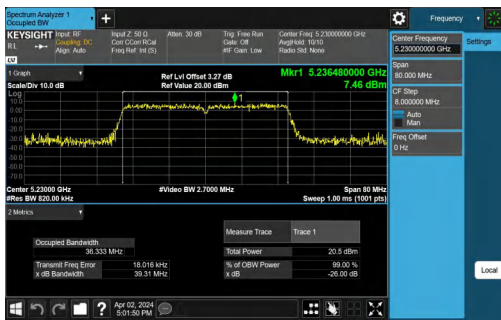 Spectrum Analyzer 1
Occupied BW
+
Frequency
KEYSIGHT
Input: RF
Coupling: DC
Align: Auto
Input Z: 50 Ω
Corr CCorr RCal
Freq Ref: Int (S)
Atten: 30 dB
Trig: Free Run
Gate: Off
#IF Gain: Low
Center Freq: 5.230000000 GHz
Avg|Hold: 10/10
Radio Std: None
RL
LW
Center Frequency
5.230000000 GHz
Settings
Span
80.000 MHz
CF Step
8.000000 MHz
Auto
Man
Freq Offset
0 Hz
1 Graph
Scale/Div 10.0 dB
Ref Lvl Offset 3.27 dB
Ref Value 20.00 dBm
Mkr1 5.236480000 GHz
7.46 dBm
Log
10.0
0.00
-10.0
-20.0
-30.0
-40.0
-50.0
-60.0
-70.0
1
Center 5.23000 GHz
#Res BW 820.00 kHz
#Video BW 2.7000 MHz
Span 80 MHz
Sweep 1.00 ms (1001 pts)
2 Metrics
Measure Trace
Trace 1
Occupied Bandwidth
36.333 MHz
Total Power
20.5 dBm
Transmit Freq Error
18.016 kHz
% of OBW Power
99.00 %
x dB Bandwidth
39.31 MHz
x dB
-26.00 dB
Local
Apr 02, 2024
5:01:50 PM